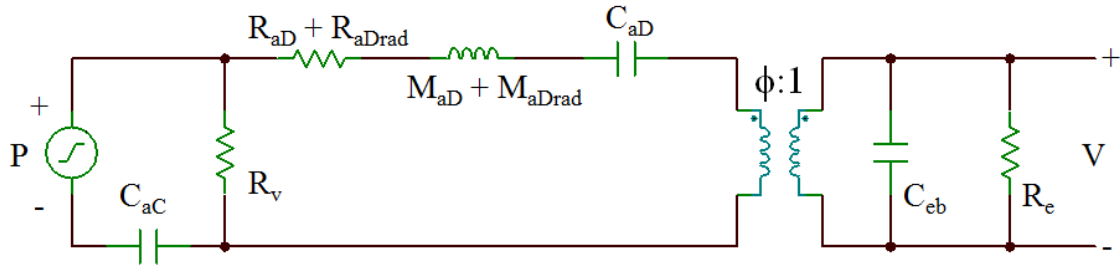 R_aD + R_aDrad
C_aD
M_aD + M_aDrad
ϕ:1
+
+
P
R_v
C_eb
R_e
V
-
C_aC
-